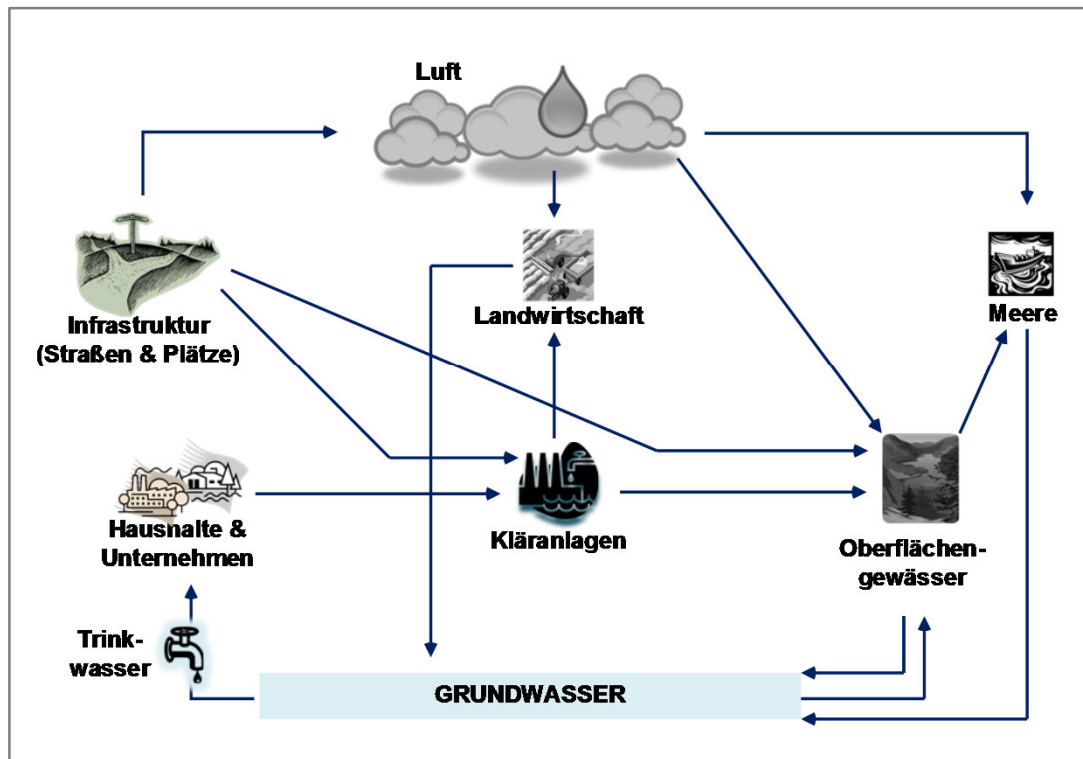 Luft
Infrastruktur
(Straßen & Plätze)
Landwirtschaft
Meere
Hausnalte &
Unternehmen
Kläranlagen
Oberflächen-
gewässer
Trink-
wasser
GRUNDWASSER